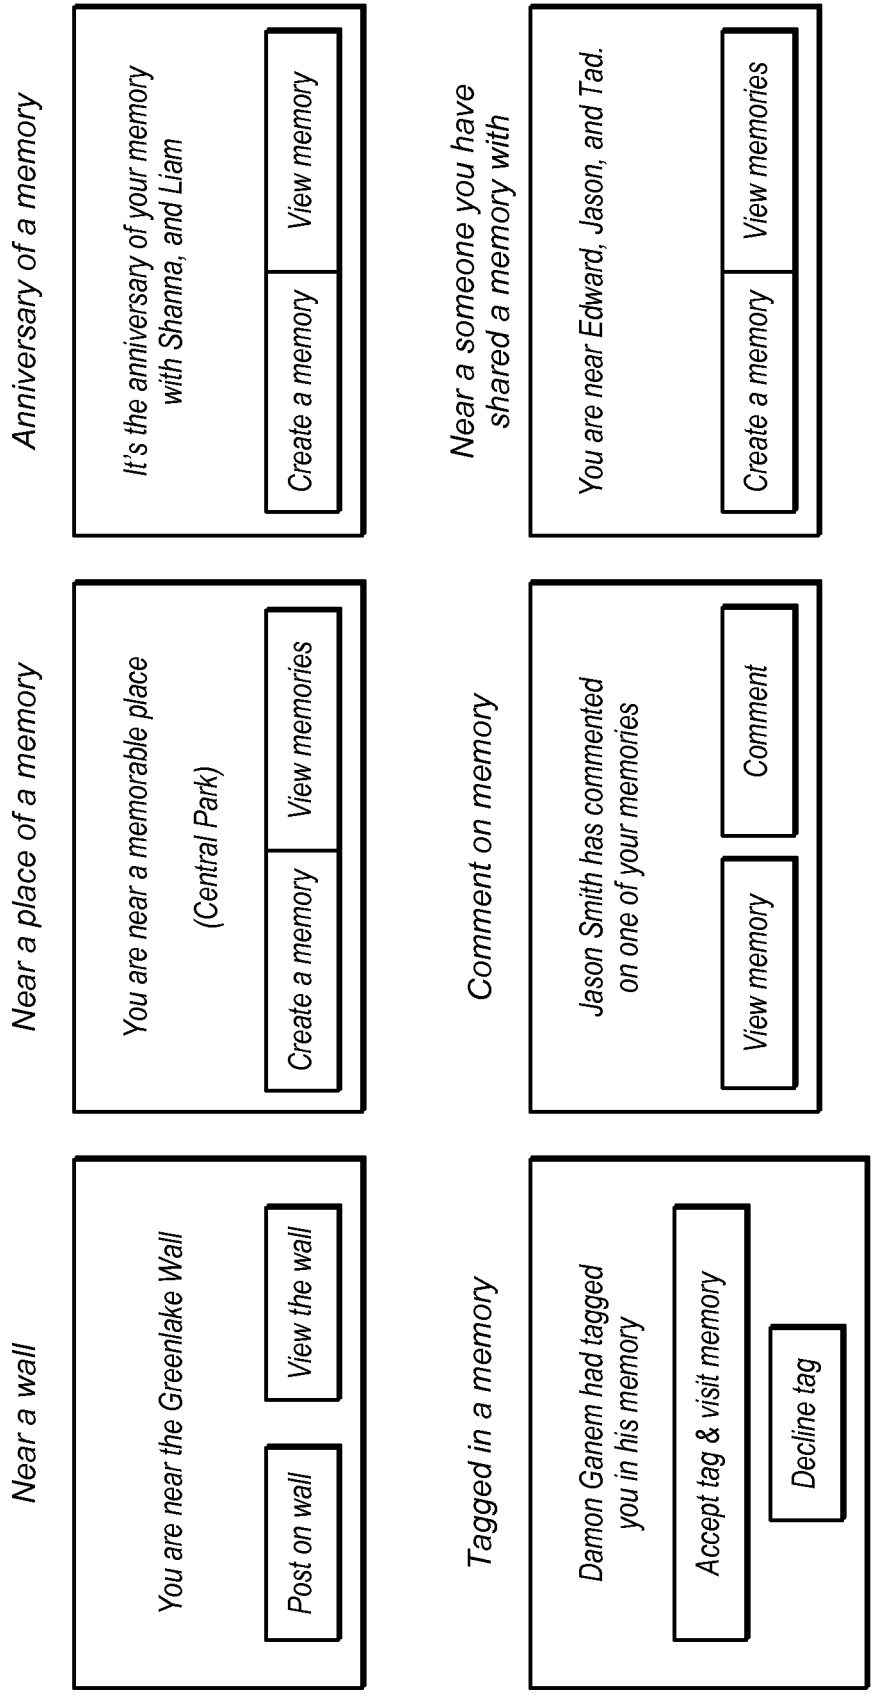 Near a wall
You are near the Greenlake Wall
Post on wall
View the wall
Near a place of a memory
You are near a memorable place
(Central Park)
Create a memory
View memories
Anniversary of a memory
It's the anniversary of your memory
with Shanna, and Liam
Create a memory
View memory
Tagged in a memory
Damon Ganem had tagged
you in his memory
Accept tag & visit memory
Decline tag
Comment on memory
Jason Smith has commented
on one of your memories
View memory
Comment
Near a someone you have
shared a memory with
You are near Edward, Jason, and Tad.
Create a memory
View memories